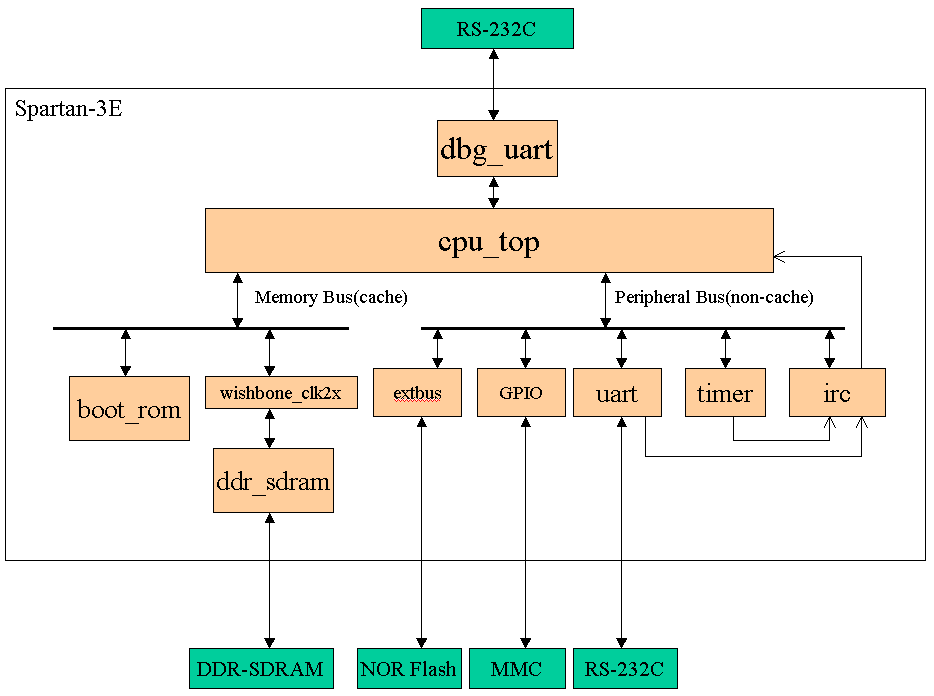 RS-232C
Spartan-3E
dbg_uart
cpu_top
Memory Bus(cache)
Peripheral Bus(non-cache)
boot_rom
wishbone_clk2x
extbus
GPIO
uart
timer
irc
ddr_sdram
DDR-SDRAM
NOR Flash
MMC
RS-232C